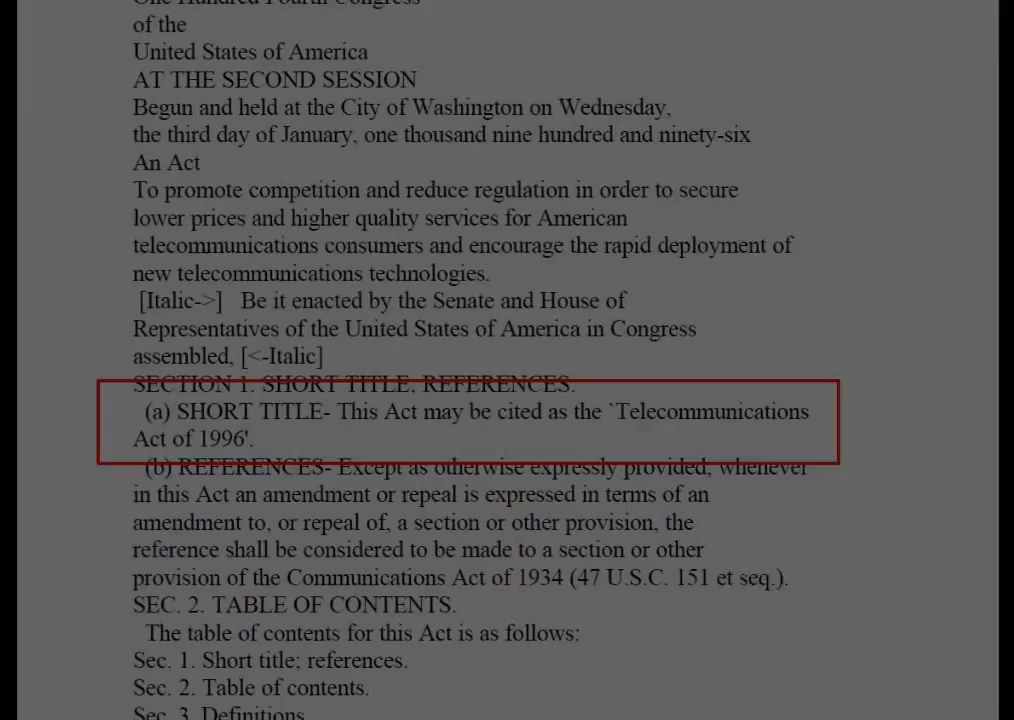 One Hundred Fourth Congress
of the
United States of America
AT THE SECOND SESSION
Begun and held at the City of Washington on Wednesday,
the third day of January, one thousand nine hundred and ninety-six
An Act
To promote competition and reduce regulation in order to secure
lower prices and higher quality services for American
telecommunications consumers and encourage the rapid deployment of
new telecommunications technologies.
[Italic->] Be it enacted by the Senate and House of
Representatives of the United States of America in Congress
assembled, [<-Italic]
SECTION 1. SHORT TITLE; REFERENCES.
(a) SHORT TITLE- This Act may be cited as the `Telecommunications
Act of 1996'.
(b) REFERENCES- Except as otherwise expressly provided, whenever
in this Act an amendment or repeal is expressed in terms of an
amendment to, or repeal of, a section or other provision, the
reference shall be considered to be made to a section or other
provision of the Communications Act of 1934 (47 U.S.C. 151 et seq.).
SEC. 2. TABLE OF CONTENTS.
The table of contents for this Act is as follows:
Sec. 1. Short title; references.
Sec. 2. Table of contents.
Sec. 3. Definitions.